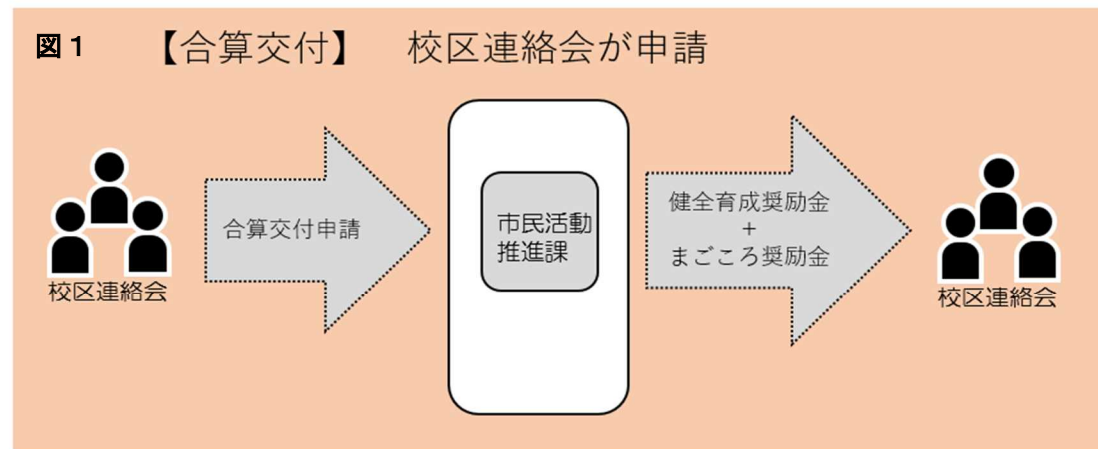 図1 【合算交付】 校区連絡会が申請
校区連絡会
合算交付申請
市民活動
推進課
健全育成奨励金
+
まごころ奨励金
校区連絡会